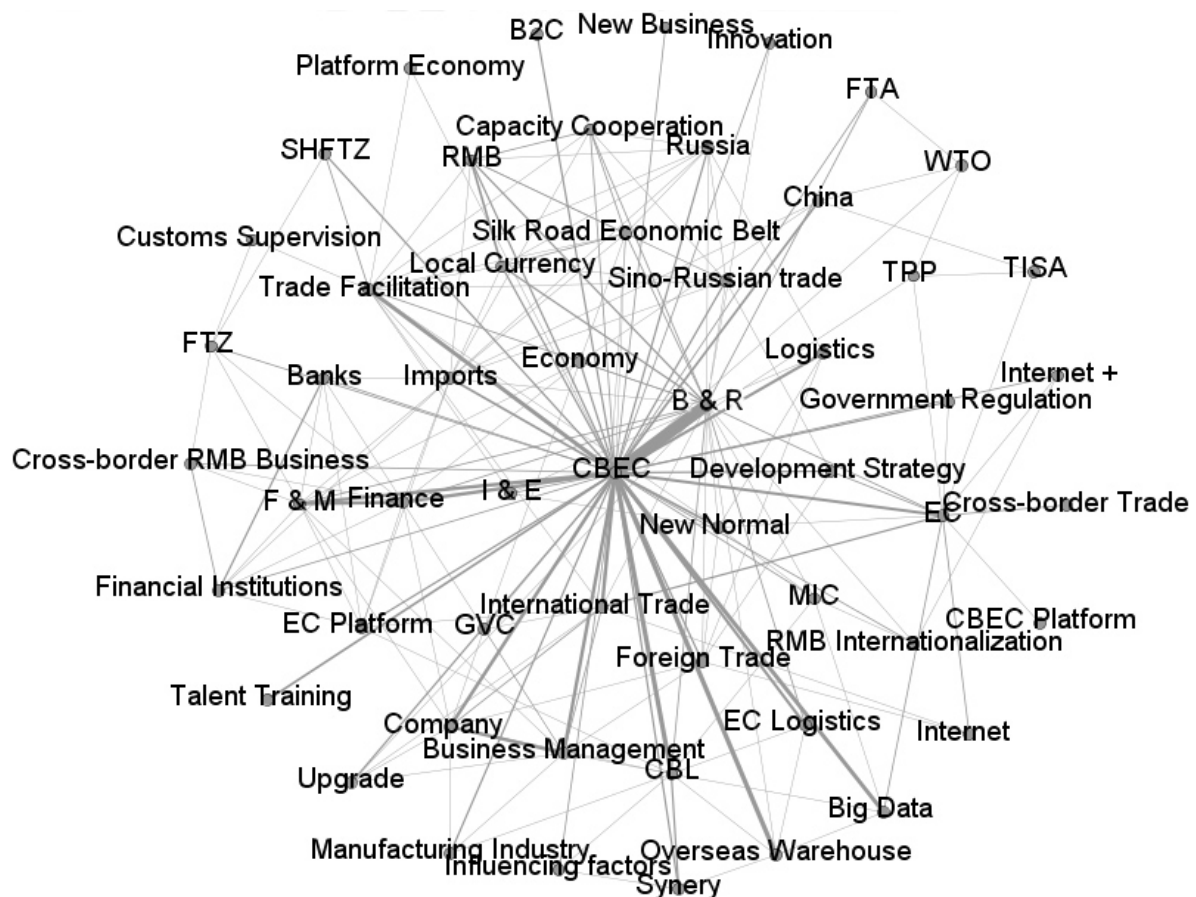 B2C
New Business
Innovation
Platform Economy
FTA
Capacity Cooperation
SHFTZ
RMB
Russia
WTO
China
Customs Supervision
Silk Road Economic Belt
Local Currency
Sino-Russian trade
TPP
TISA
Trade Facilitation
FTZ
Banks
Imports
Economy
Logistics
Internet +
B & R
Government Regulation
Cross-border RMB Business
CBEC
Development Strategy
F & M
Finance
I & E
EC
Cross-border Trade
New Normal
Financial Institutions
EC Platform
GVC
International Trade
MIC
CBEC Platform
RMB Internationalization
Foreign Trade
Talent Training
Company
EC Logistics
Internet
Business Management
CBL
Upgrade
Big Data
Manufacturing Industry
Influencing factors
Overseas Warehouse
Synery